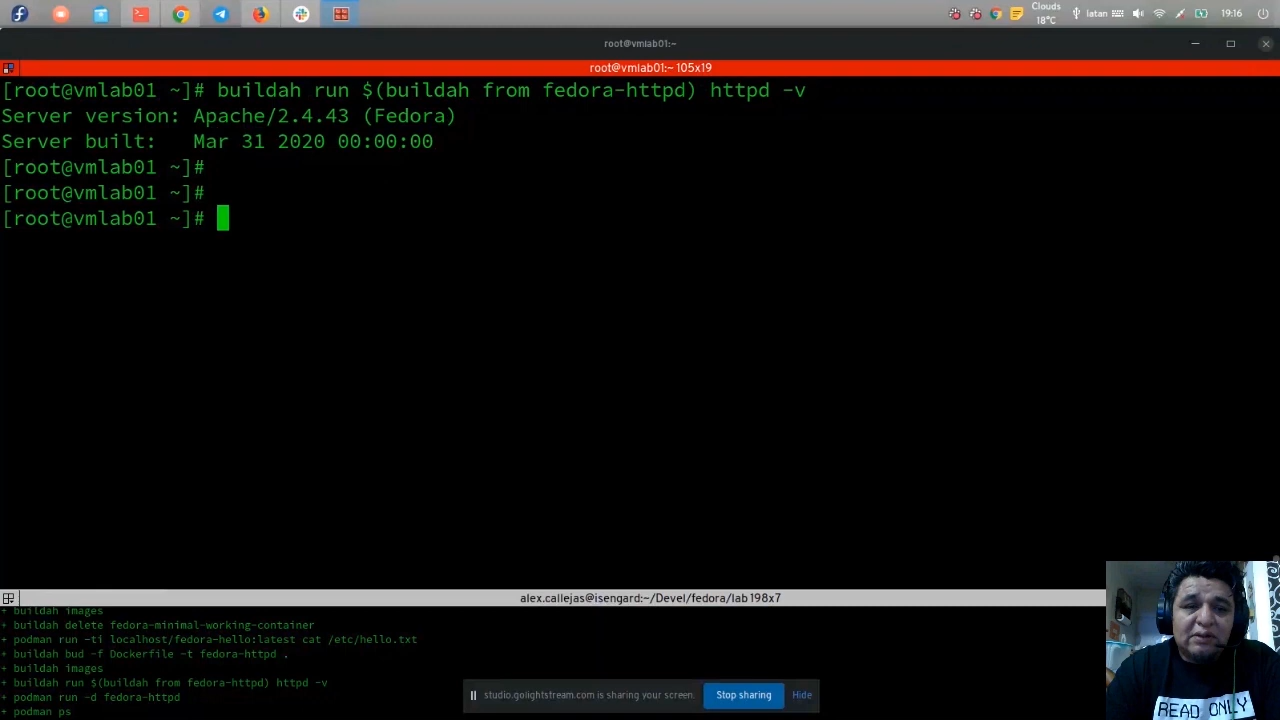 Clouds
18°C
latan
19:16
root@vmlab01:~
root@vmlab01:~ 105x19
[root@vmlab01 ~]# buildah run $(buildah from fedora-httpd) httpd -v
Server version: Apache/2.4.43 (Fedora)
Server built:   Mar 31 2020 00:00:00
[root@vmlab01 ~]#
[root@vmlab01 ~]#
[root@vmlab01 ~]#
alex.callejas@isengard:~/Devel/fedora/lab 198x7
+ buildah images
+ buildah delete fedora-minimal-working-container
+ podman run -ti localhost/fedora-hello:latest cat /etc/hello.txt
+ buildah bud -f Dockerfile -t fedora-httpd .
+ buildah images
+ buildah run $(buildah from fedora-httpd) httpd -v
+ podman run -d fedora-httpd
+ podman ps
studio.golightstream.com is sharing your screen.
Stop sharing
Hide
READ ONLY